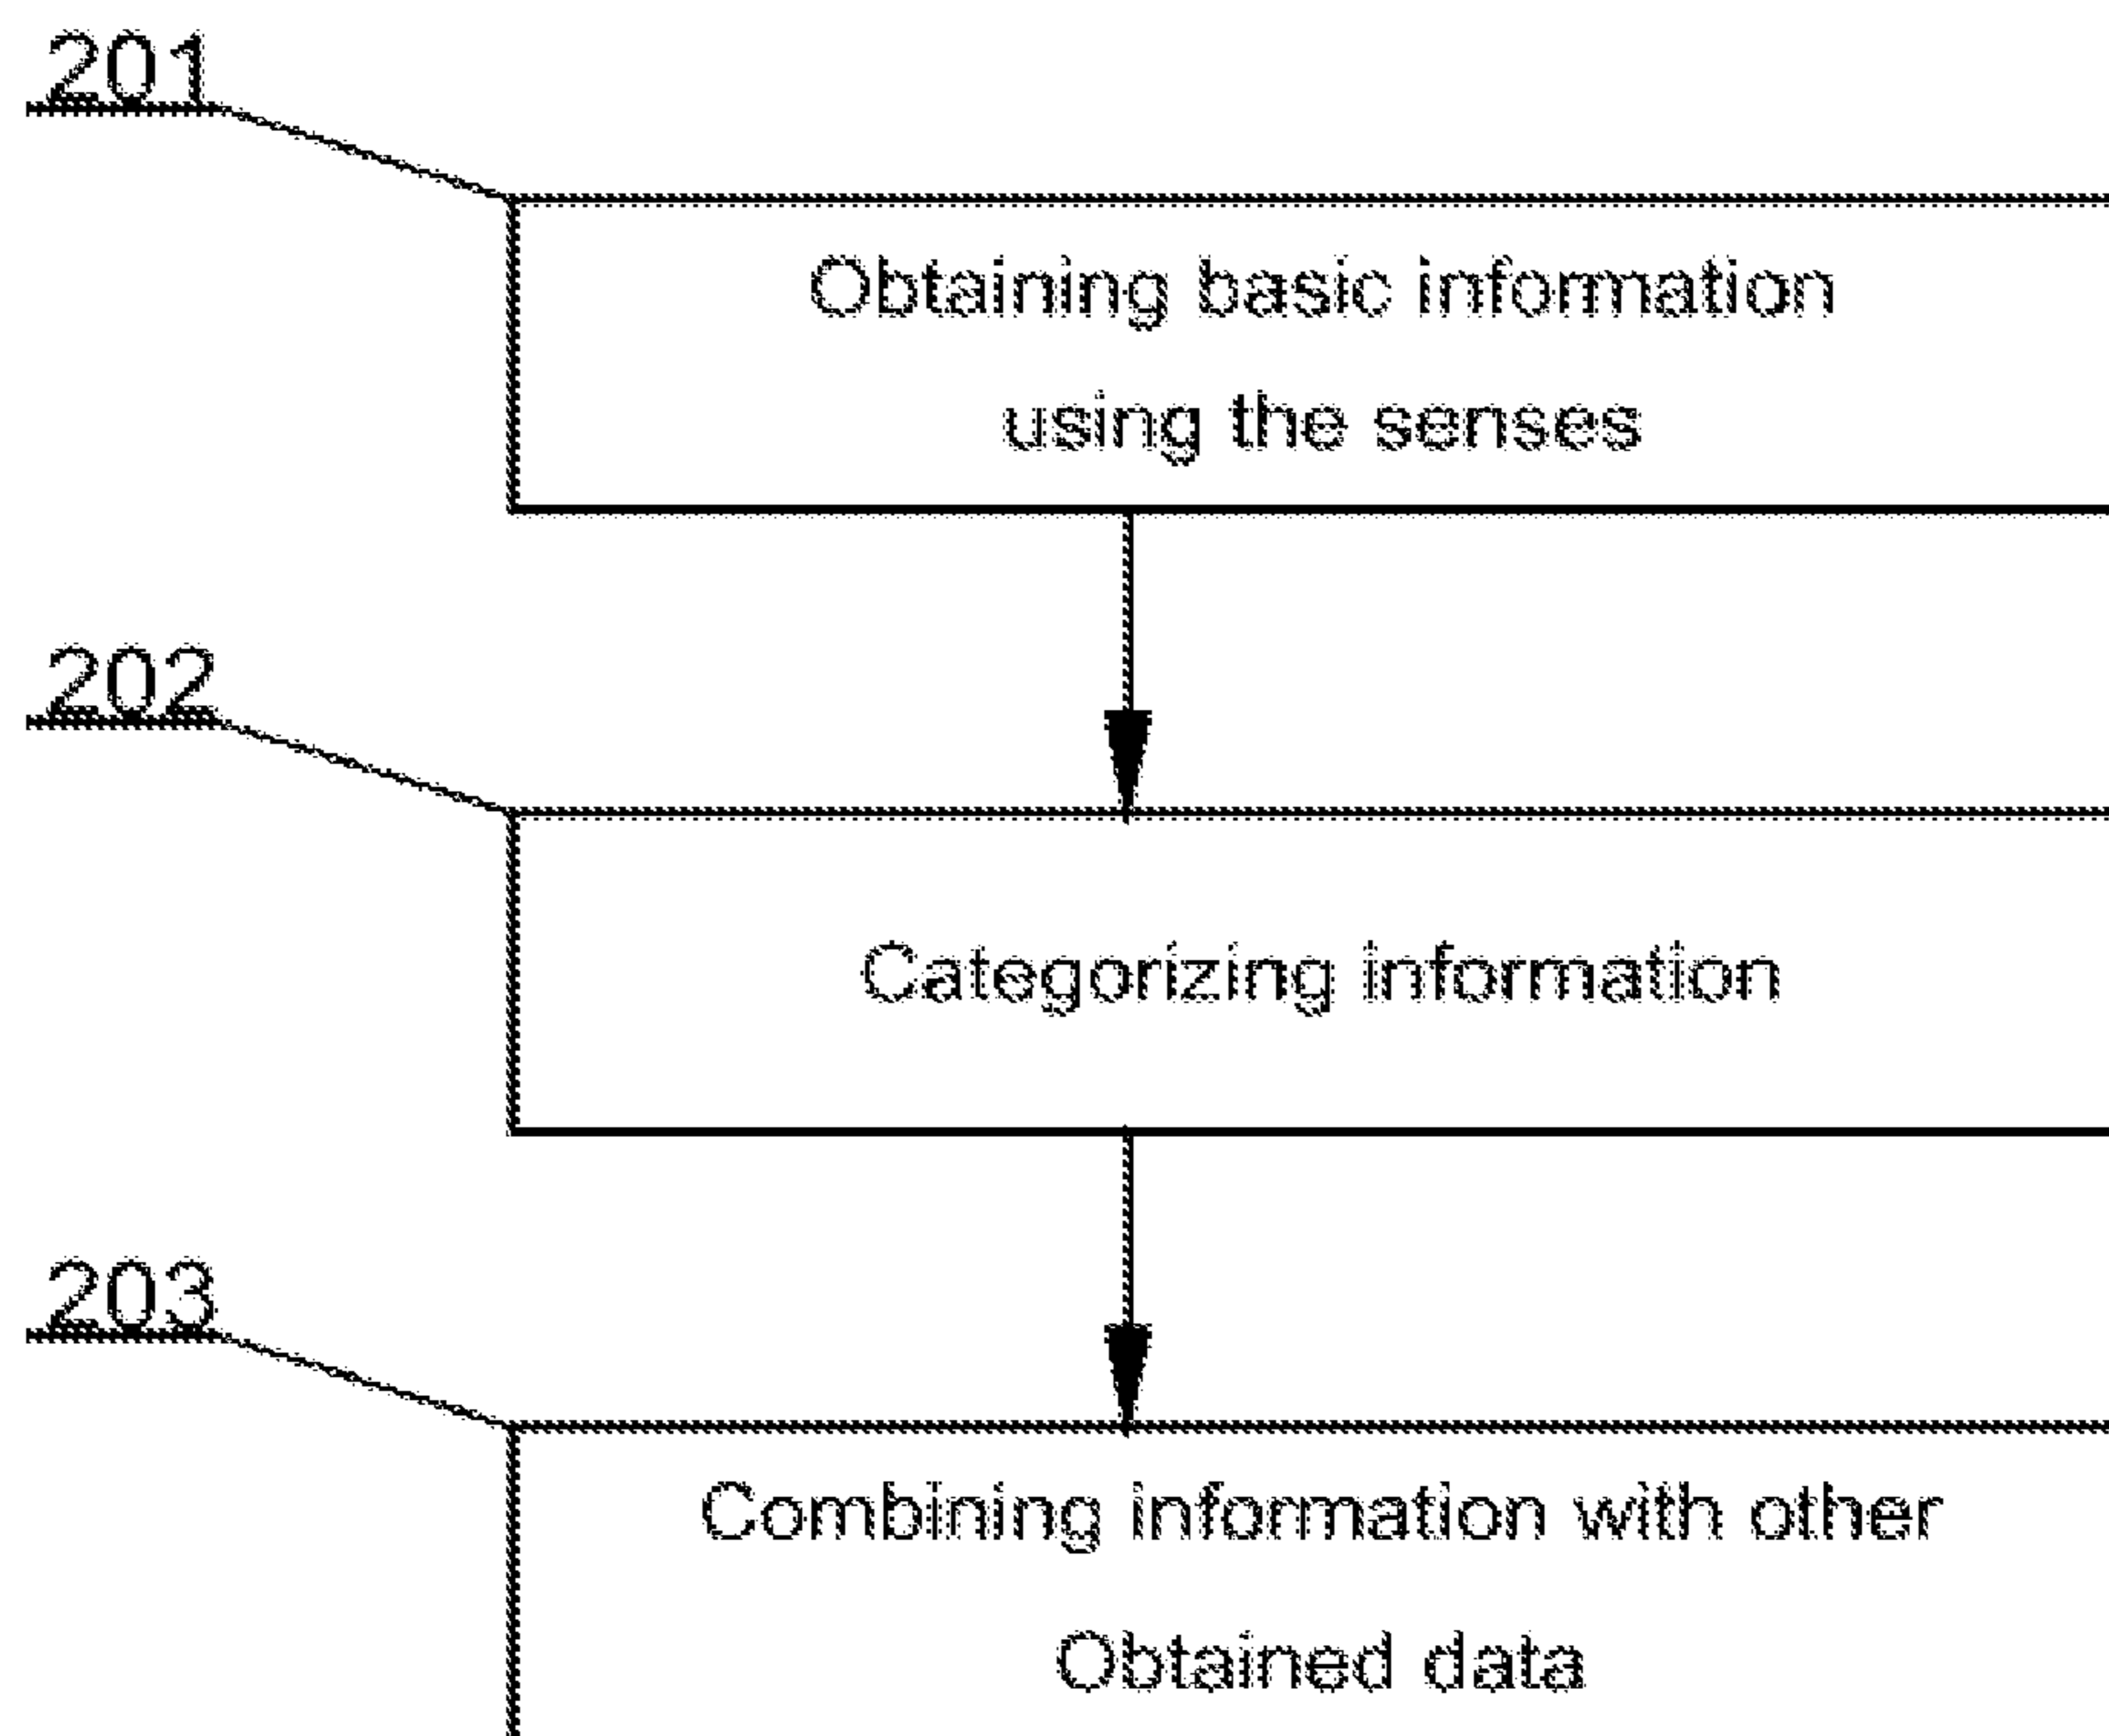 201
Obtaining basic information
using the senses
202
Categorizing information
203
Combining information with other
Obtained data